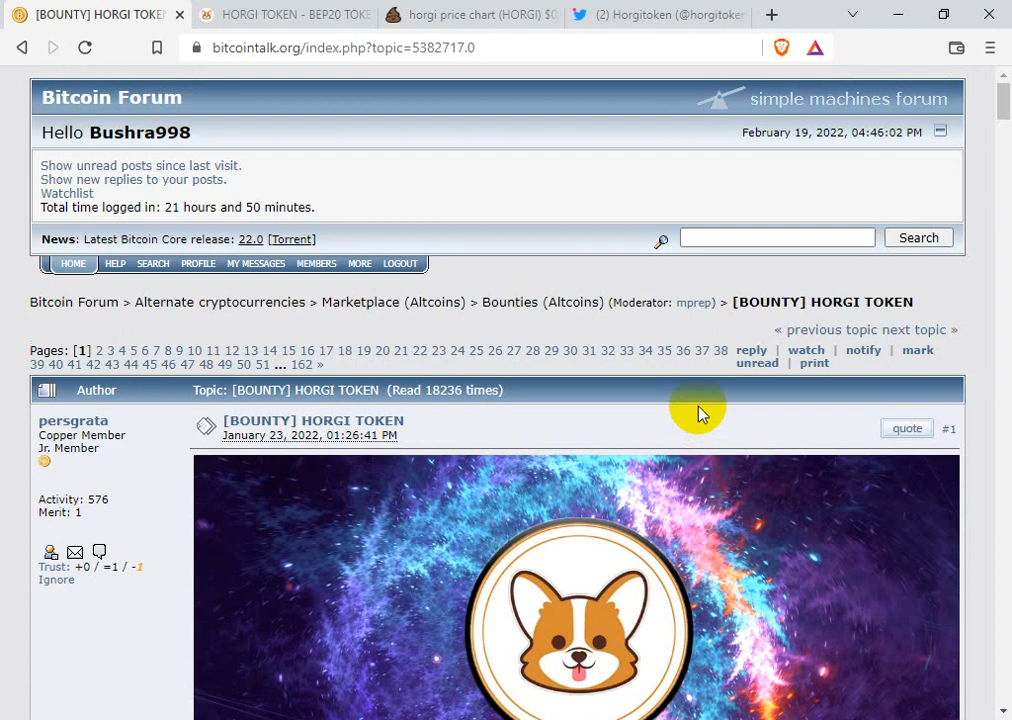 [BOUNTY] HORGI TOKEN
HORGI TOKEN - BEP20 TOKE
horgi price chart (HORGI) $0
(2) Horgitoken (@horgitoken
bitcointalk.org/index.php?topic=5382717.0
Bitcoin Forum
simple machines forum
Hello Bushra998
February 19, 2022, 04:46:02 PM
Show unread posts since last visit.
Show new replies to your posts.
Watchlist
Total time logged in: 21 hours and 50 minutes.
News: Latest Bitcoin Core release: 22.0 [Torrent]
Search
HOME HELP SEARCH PROFILE MY MESSAGES MEMBERS MORE LOGOUT
Bitcoin Forum > Alternate cryptocurrencies > Marketplace (Altcoins) > Bounties (Altcoins) (Moderator: mprep) > [BOUNTY] HORGI TOKEN
« previous topic next topic »
Pages: [1] 2 3 4 5 6 7 8 9 10 11 12 13 14 15 16 17 18 19 20 21 22 23 24 25 26 27 28 29 30 31 32 33 34 35 36 37 38
39 40 41 42 43 44 45 46 47 48 49 50 51 ... 162 »
reply | watch | notify | mark
unread | print
Author
Topic: [BOUNTY] HORGI TOKEN (Read 18236 times)
persgrata
Copper Member
Jr. Member
Activity: 576
Merit: 1
Trust: +0 / =1 / -1
Ignore
[BOUNTY] HORGI TOKEN
January 23, 2022, 01:26:41 PM
quote
#1